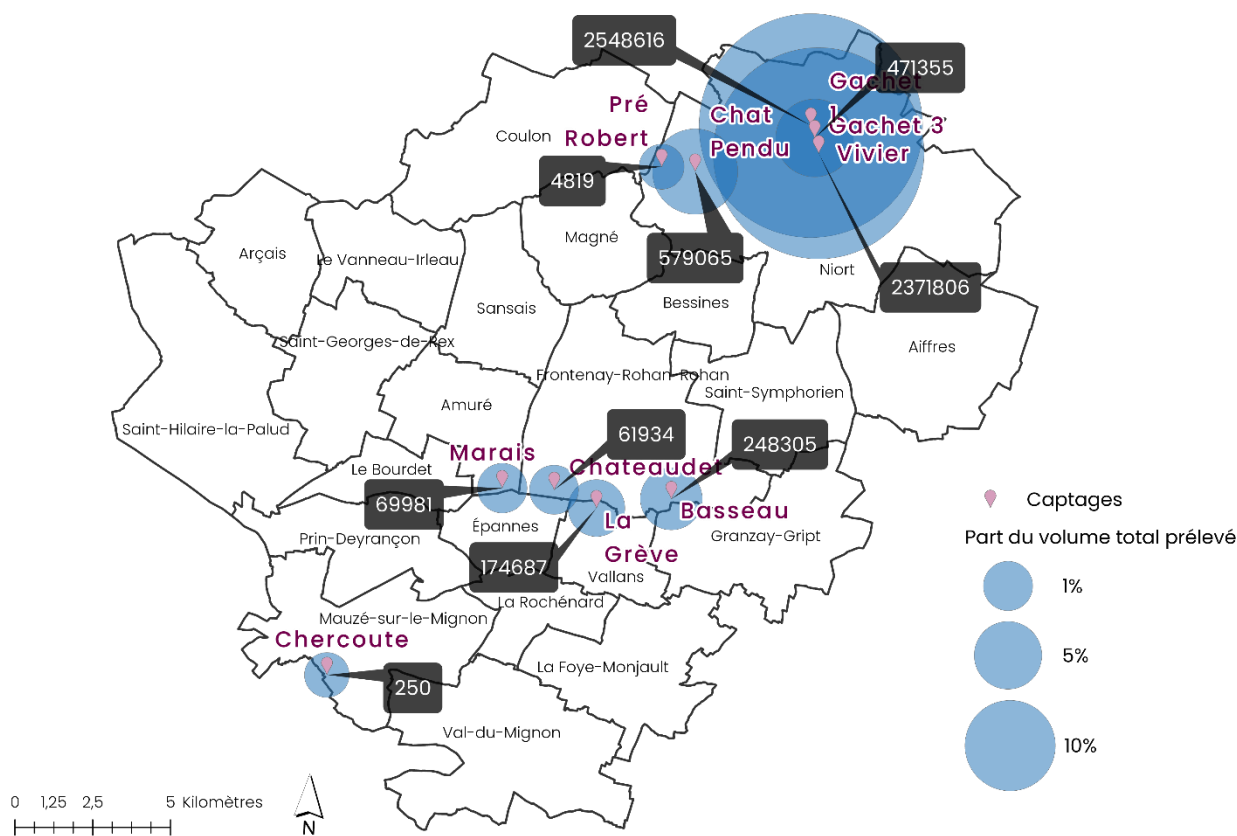 2548616
471355
Gachet
1
Pré
Robert
Chat
Pendu
Gachet 3
Vivier
Coulon
4819
Magné
579065
Niort
2371806
Arçais
Le Vanneau-Irleau
Sansais
Bessines
Saint-Georges-de-Rex
Aiffres
Frontenay-Rohan-Rohan
Saint-Symphorien
Amuré
Saint-Hilaire-la-Palud
61934
248305
Marais
Chateaudet
Le Bourdet
69981
Basseau
Épannes
La
Grève
Prin-Deyrançon
Granzay-Gript
174687
Vallans
La Rochénard
Mauzé-sur-le-Mignon
Chercoute
La Foye-Monjault
250
Val-du-Mignon
Captages
Part du volume total prélevé
1%
5%
10%
0 1,25 2,5 5 Kilomètres
N